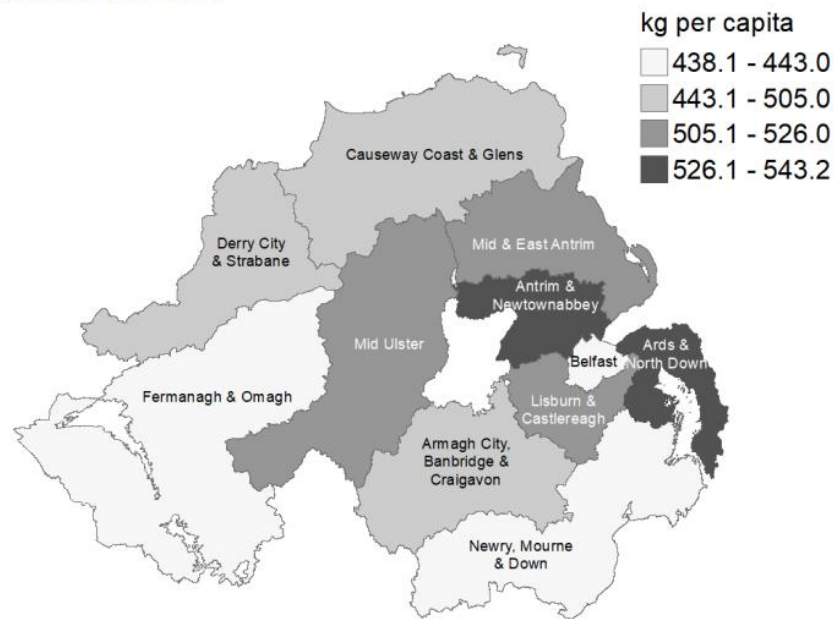 kg per capita
438.1 - 443.0
443.1 - 505.0
505.1 - 526.0
526.1 - 543.2
Causeway Coast & Glens
Derry City
& Strabane
Mid & East Antrim
Antrim &
Newtownabbey
Mid Ulster
Belfast
Ards &
North Down
Fermanagh & Omagh
Lisburn &
Castlereagh
Armagh City,
Banbridge &
Craigavon
Newry, Mourne
& Down